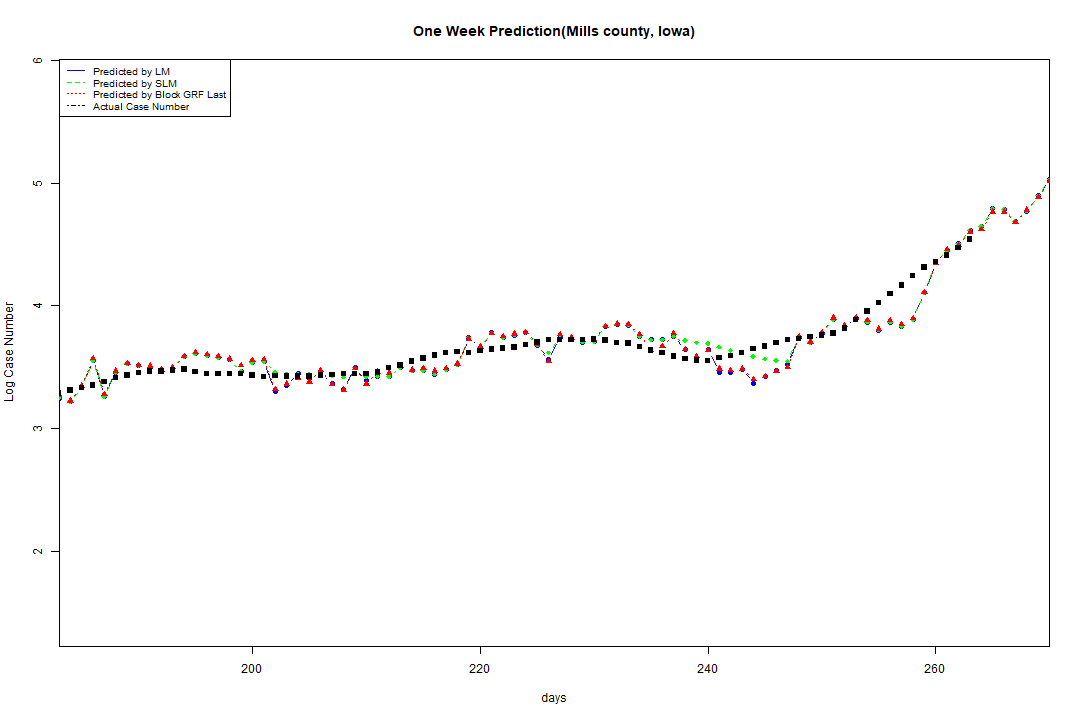 One Week Prediction(Mills county, Iowa)
Predicted by LM
Predicted by SLM
Predicted by Block GRF Last
Actual Case Number
6
5
4
3
2
Log Case Number
200 220 240 260
days